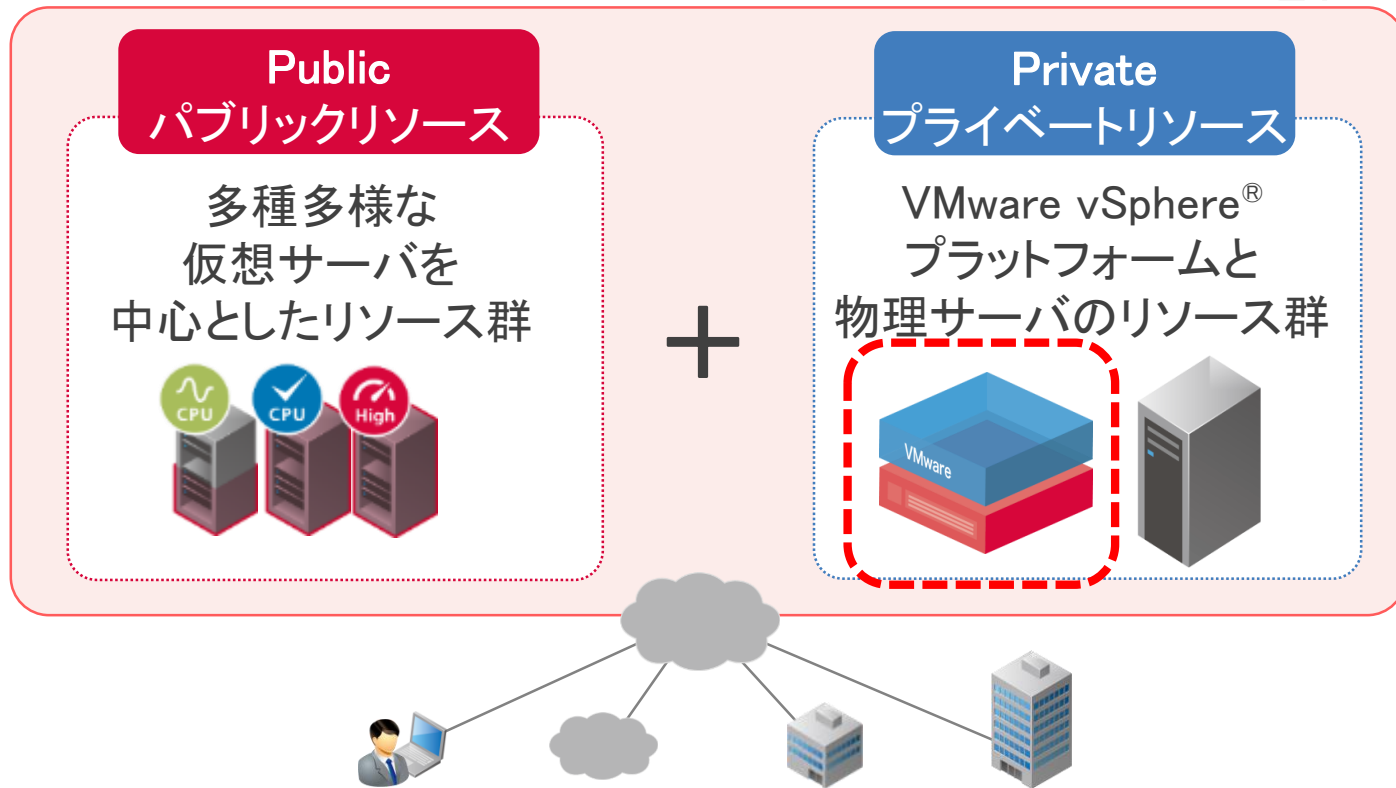 Public
パブリックリソース
多種多様な
仮想サーバを
中心としたリソース群
CPU
CPU
High
+
Private
プライベートリソース
VMware vSphere®
プラットフォームと
物理サーバのリソース群
VMware